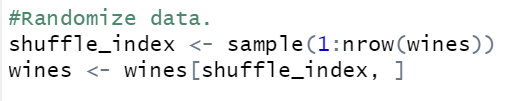 #Randomize data.
shuffle_index <- sample(1:nrow(wines))
wines <- wines[shuffle_index, ]